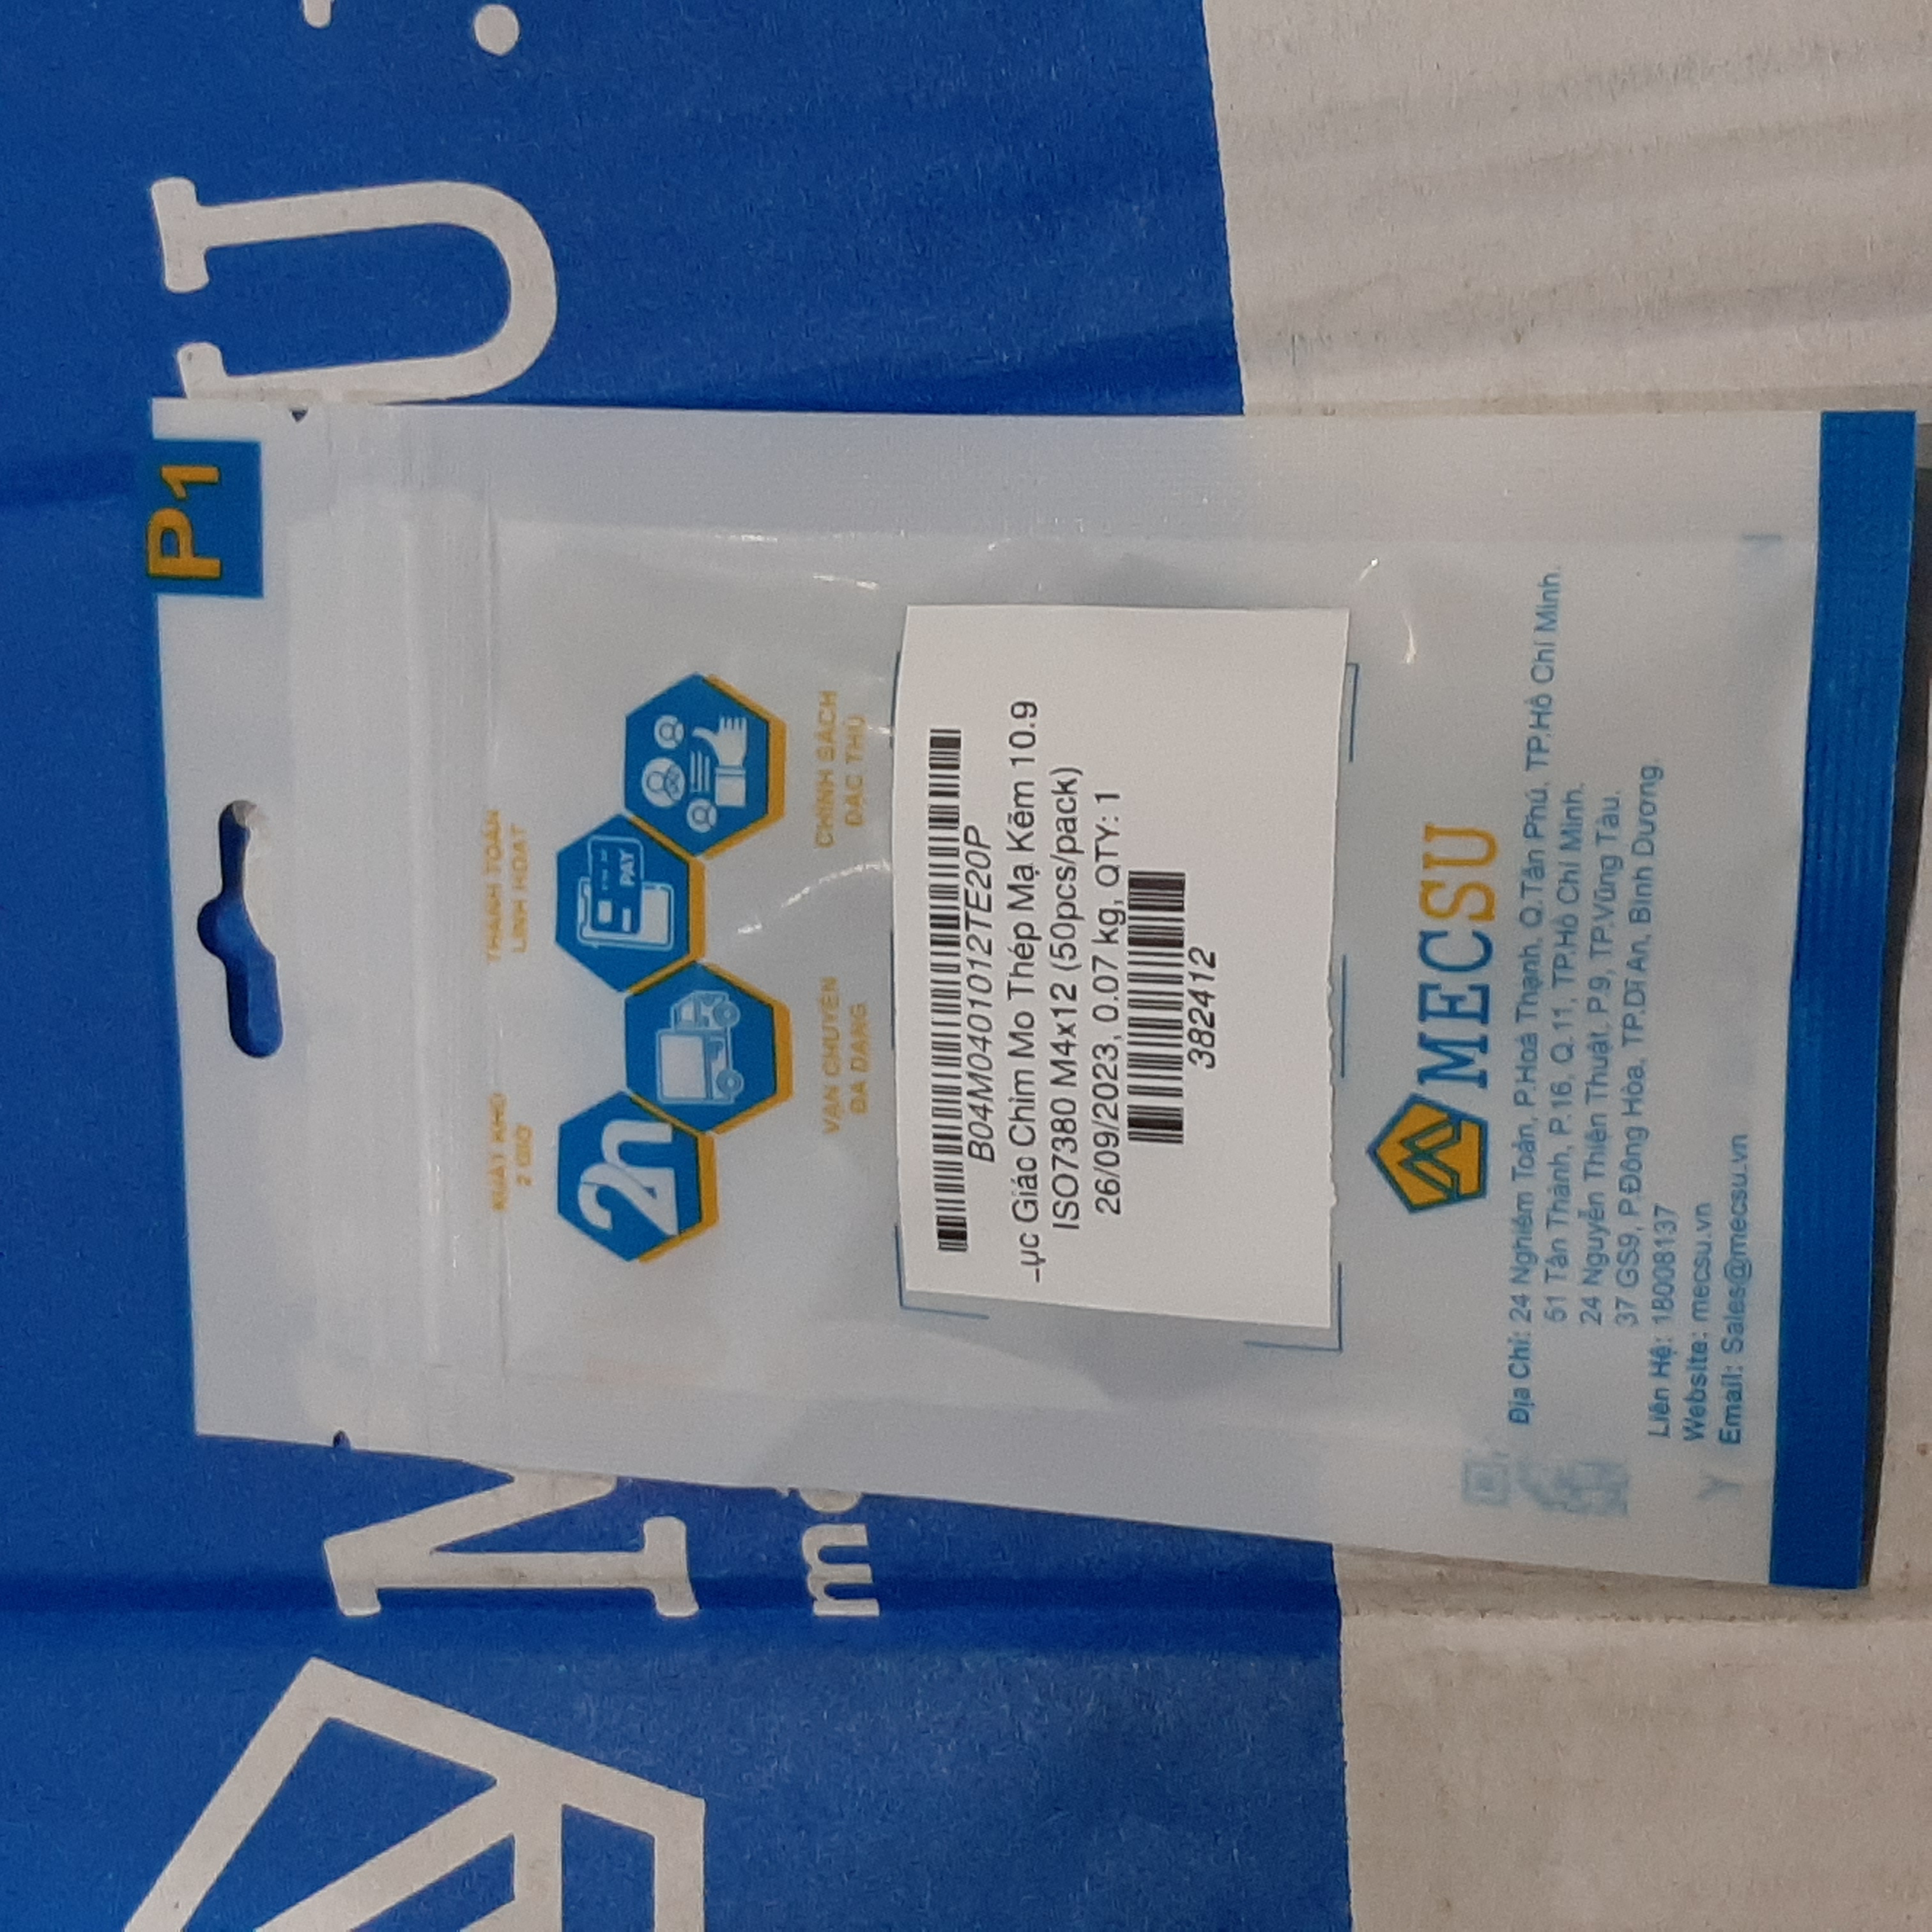 P1
XUẤT KHO
2 GIỜ
THANH TOÁN
LINH HOẠT
2h
PAY
VẬN CHUYỂN
ĐA DẠNG
CHÍNH SÁCH
ĐẶC THÙ
B04M0401012TE20P
ục Giác Chìm Mo Thép Mạ Kẽm 10.9
ISO7380 M4x12 (50pcs/pack)
26/09/2023, 0.07 kg, QTY: 1
382412
MECSU
Địa Chỉ: 24 Nghiêm Toản, P.Hoà Thạnh, Q.Tân Phú, TP.Hồ Chí Minh.
51 Tân Thành, P.16, Q.11, TP.Hồ Chí Minh.
24 Nguyễn Thiện Thuật, P.9, TP.Vũng Tàu.
37 GS9, P.Đông Hòa, TP.Dĩ An, Bình Dương.
Liên Hệ: 18008137
Website: mecsu.vn
Email: Sales@mecsu.vn
M
U
m